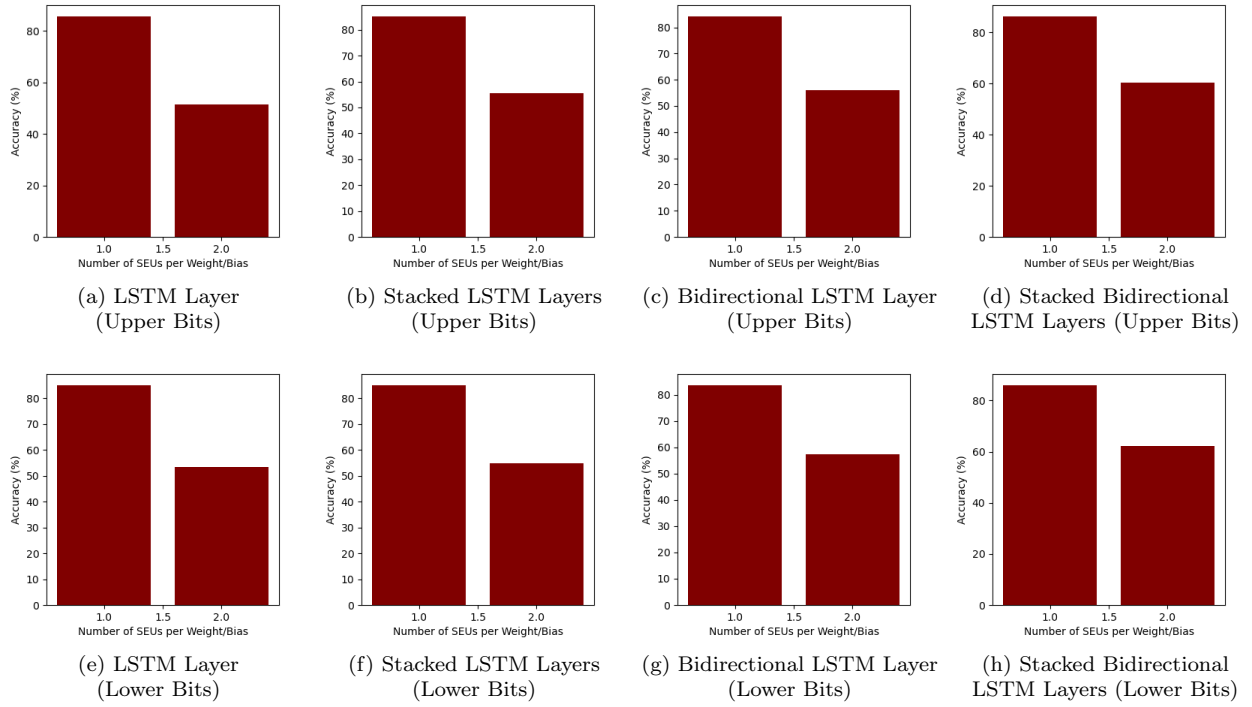 Accuracy (%)
80
60
40
20
0
1.0 1.5 2.0
Number of SEUs per Weight/Bias
(a) LSTM Layer
(Upper Bits)
Accuracy (%)
80
70
60
50
40
30
20
10
0
1.0 1.5 2.0
Number of SEUs per Weight/Bias
(b) Stacked LSTM Layers
(Upper Bits)
Accuracy (%)
80
70
60
50
40
30
20
10
0
1.0 1.5 2.0
Number of SEUs per Weight/Bias
(c) Bidirectional LSTM Layer
(Upper Bits)
Accuracy (%)
80
60
40
20
0
1.0 1.5 2.0
Number of SEUs per Weight/Bias
(d) Stacked Bidirectional
LSTM Layers (Upper Bits)
Accuracy (%)
80
70
60
50
40
30
20
10
0
1.0 1.5 2.0
Number of SEUs per Weight/Bias
(e) LSTM Layer
(Lower Bits)
Accuracy (%)
80
70
60
50
40
30
20
10
0
1.0 1.5 2.0
Number of SEUs per Weight/Bias
(f) Stacked LSTM Layers
(Lower Bits)
Accuracy (%)
80
70
60
50
40
30
20
10
0
1.0 1.5 2.0
Number of SEUs per Weight/Bias
(g) Bidirectional LSTM Layer
(Lower Bits)
Accuracy (%)
80
60
40
20
0
1.0 1.5 2.0
Number of SEUs per Weight/Bias
(h) Stacked Bidirectional
LSTM Layers (Lower Bits)